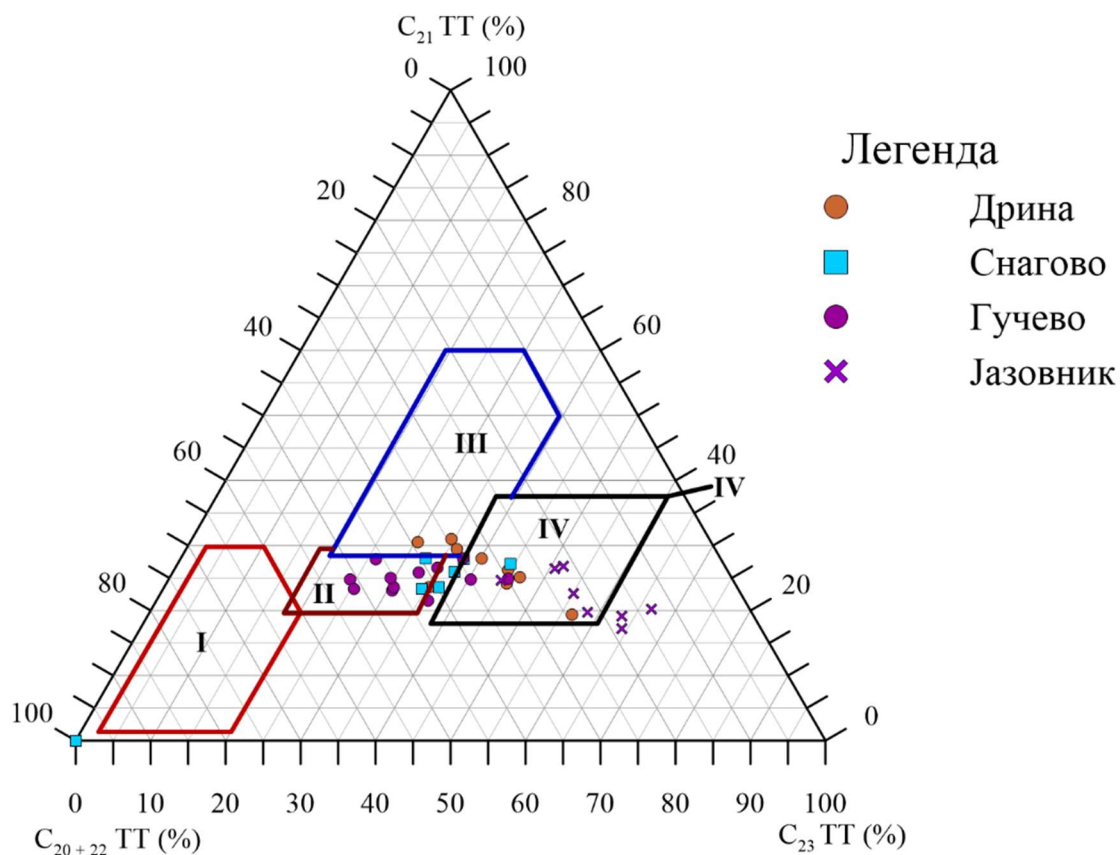 C21 TT (%)
0 100
20 80
Легенда
Дрина
Снагово
Гучево
Јазовник
40 60
III
60 40
IV
IV
80 II 20
I
100 0
0 10 20 30 40 50 60 70 80 90 100
C20 + 22 TT (%) C23 TT (%)